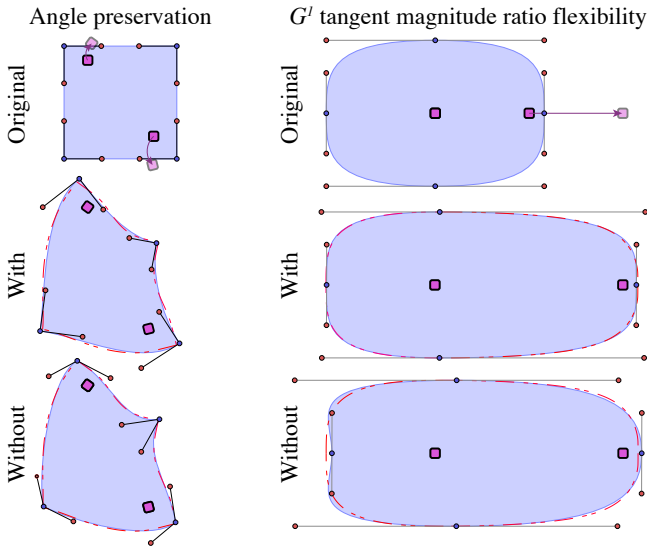 Angle preservation
G¹ tangent magnitude ratio flexibility
Original
Original
With
With
Without
Without